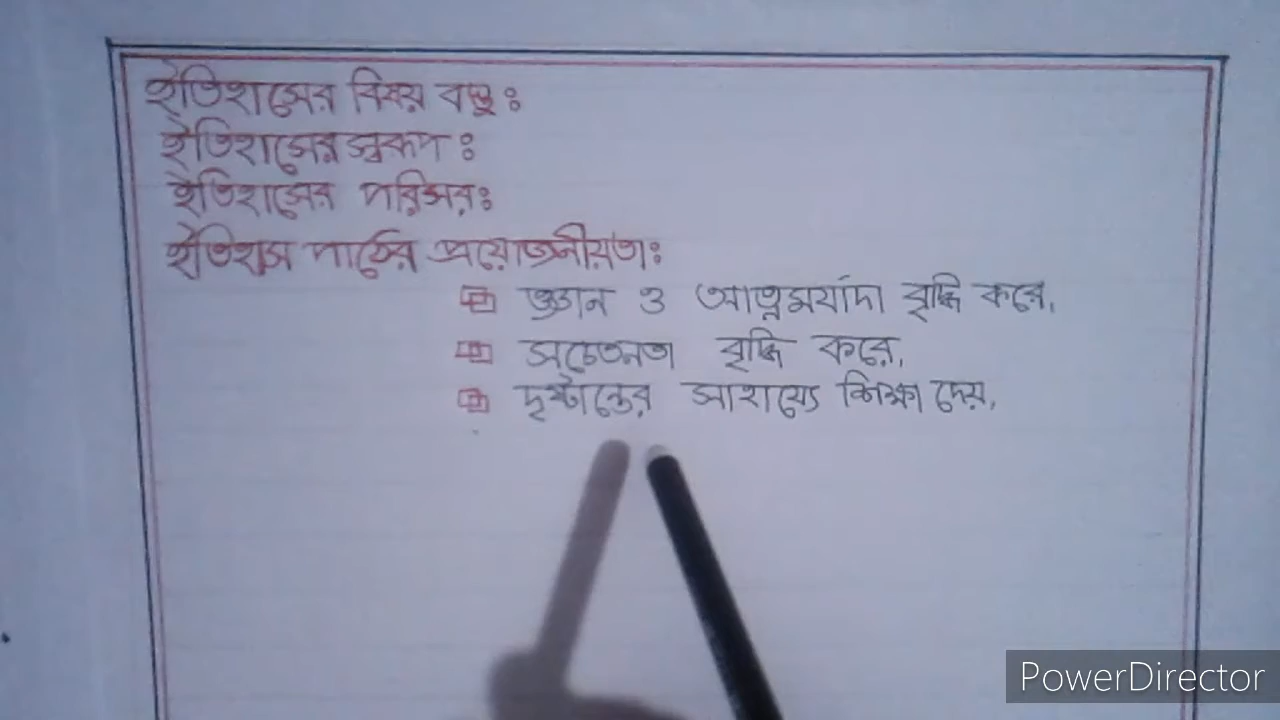 ইতিহাসের বিষয় বস্তুঃ
ইতিহাসের স্বরূপ ঃ
ইতিহাসের পরিসরঃ
ইতিহাস পাঠের প্রয়োজনীয়তাঃ
জ্ঞান ও আত্মমর্যাদা বৃদ্ধি করে,
সচেতনতা বৃদ্ধি করে,
দৃষ্টান্তের সাহায্যে শিক্ষা দেয়,
PowerDirector